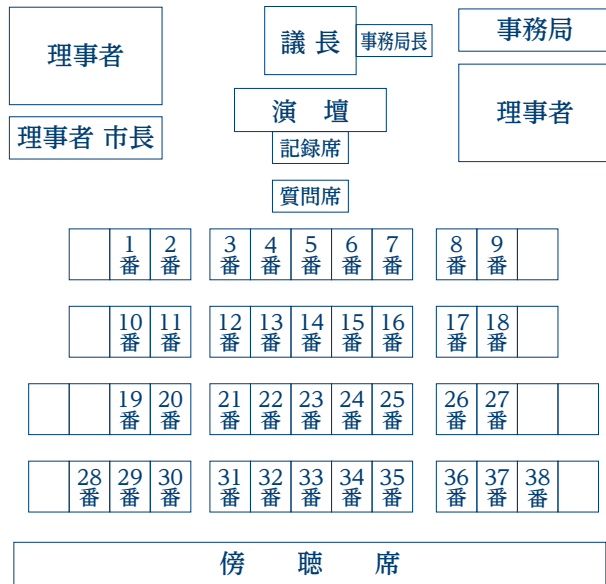 理事者
議 長
事務局長
事務局
演 壇
理事者
理事者 市長
記録席
質問席
1番 2番 3番 4番 5番 6番 7番 8番 9番
10番 11番 12番 13番 14番 15番 16番 17番 18番
19番 20番 21番 22番 23番 24番 25番 26番 27番
28番 29番 30番 31番 32番 33番 34番 35番 36番 37番 38番
傍 聴 席